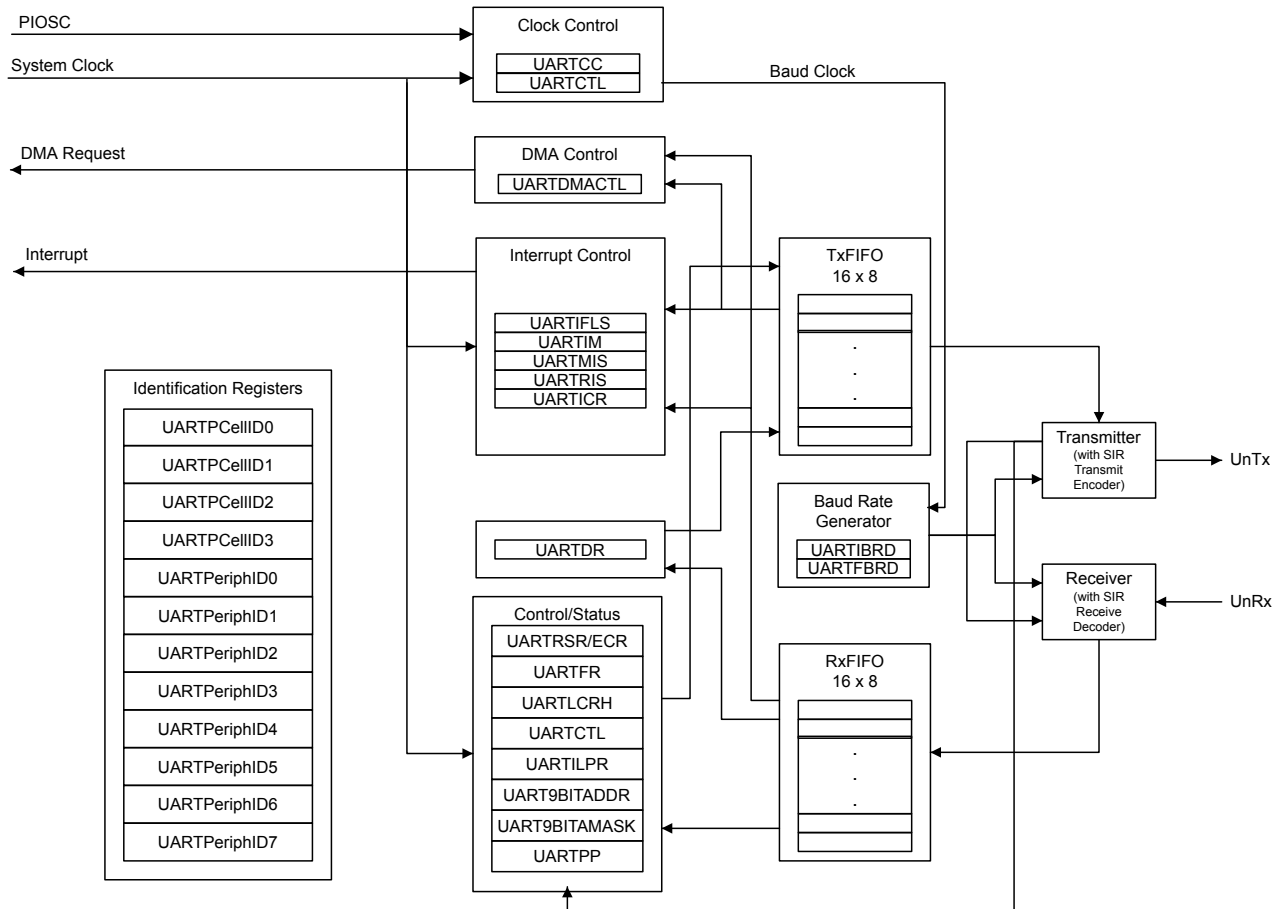 PIOSC
System Clock
Clock Control
UARTCC
UARTCTL
Baud Clock
DMA Request
DMA Control
UARTDMACTL
Interrupt
Interrupt Control
UARTIFLS
UARTIM
UARTMIS
UARTRIS
UARTICR
TxFIFO
16 x 8
.
.
.
Identification Registers
UARTPCellID0
UARTPCellID1
UARTPCellID2
UARTPCellID3
UARTPeriphID0
UARTPeriphID1
UARTPeriphID2
UARTPeriphID3
UARTPeriphID4
UARTPeriphID5
UARTPeriphID6
UARTPeriphID7
UARTDR
Baud Rate
Generator
UARTIBRD
UARTFBRD
Transmitter
(with SIR
Transmit
Encoder)
UnTx
Receiver
(with SIR
Receive
Decoder)
UnRx
Control/Status
UARTRSR/ECR
UARTFR
UARTLCRH
UARTCTL
UARTILPR
UART9BITADDR
UART9BITAMASK
UARTPP
RxFIFO
16 x 8
.
.
.